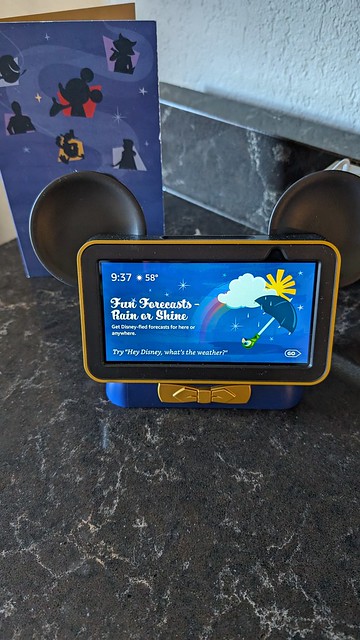 9:37 58°
Fun Forecasts -
Rain or Shine
Get Disney-fied forecasts for here or
anywhere.
Try "Hey Disney, what's the weather?"
GO